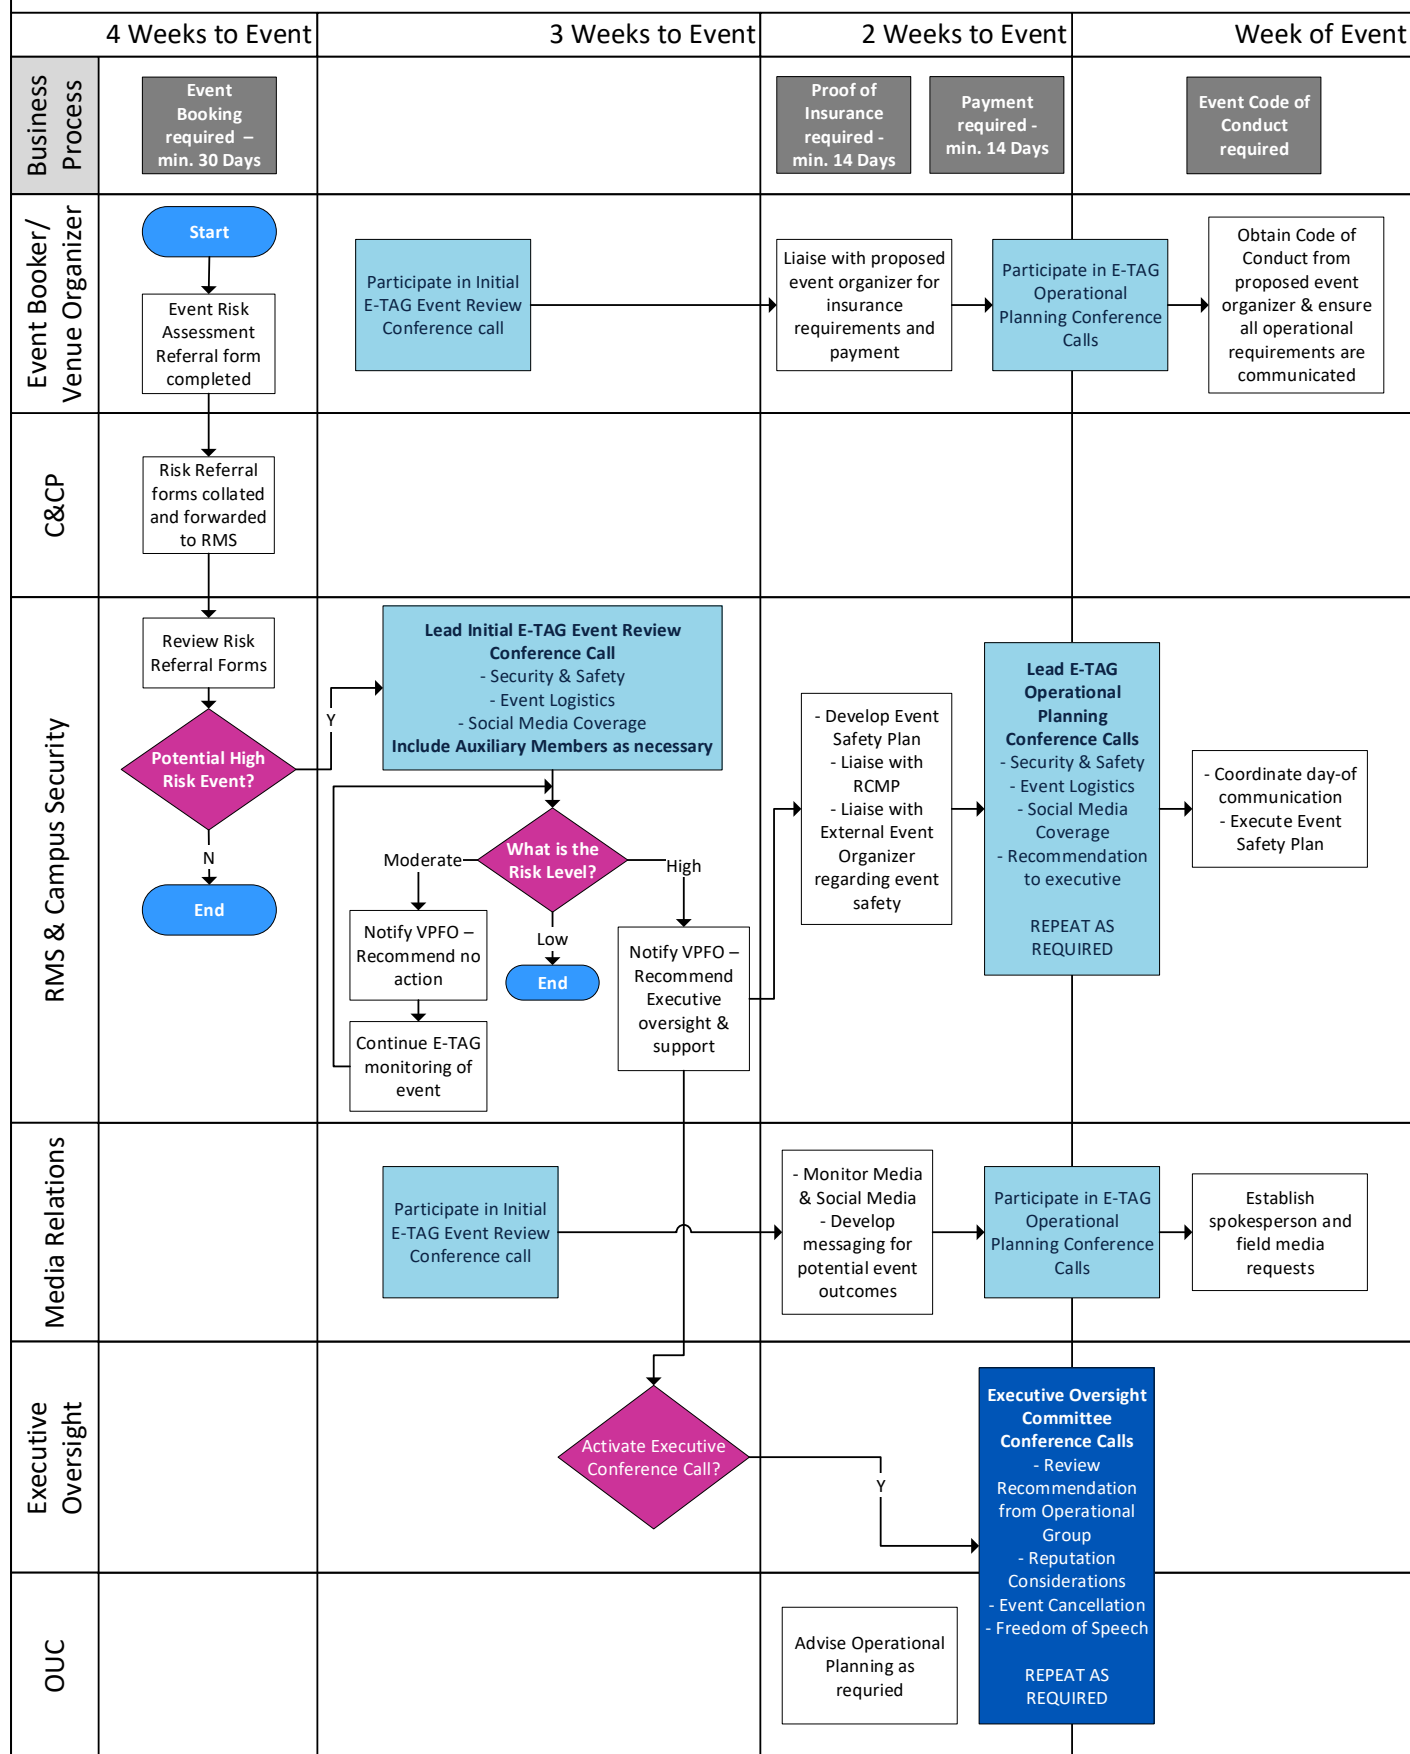 4 Weeks to Event
3 Weeks to Event
2 Weeks to Event
Week of Event
Business
Process
Event
Booking
required –
min. 30 Days
Proof of
Insurance
required -
min. 14 Days
Payment
required -
min. 14 Days
Event Code of
Conduct
required
Event Booker/
Venue Organizer
Start
Event Risk
Assessment
Referral form
completed
Participate in Initial
E-TAG Event Review
Conference call
Liaise with proposed
event organizer for
insurance
requirements and
payment
Participate in E-TAG
Operational
Planning Conference
Calls
Obtain Code of
Conduct from
proposed event
organizer & ensure
all operational
requirements are
communicated
C&CP
Risk Referral
forms collated
and forwarded
to RMS
RMS & Campus Security
Review Risk
Referral Forms
Potential High
Risk Event?
Y
N
End
Lead Initial E-TAG Event Review
Conference Call
- Security & Safety
- Event Logistics
- Social Media Coverage
Include Auxiliary Members as necessary
What is the
Risk Level?
Moderate
High
Low
Notify VPFO –
Recommend no
action
Continue E-TAG
monitoring of
event
End
Notify VPFO –
Recommend
Executive
oversight &
support
- Develop Event
Safety Plan
- Liaise with
RCMP
- Liaise with
External Event
Organizer
regarding event
safety
Lead E-TAG
Operational
Planning
Conference Calls
- Security & Safety
- Event Logistics
- Social Media
Coverage
- Recommendation
to executive
REPEAT AS
REQUIRED
- Coordinate day-of
communication
- Execute Event
Safety Plan
Media Relations
Participate in Initial
E-TAG Event Review
Conference call
- Monitor Media
& Social Media
- Develop
messaging for
potential event
outcomes
Participate in E-TAG
Operational
Planning Conference
Calls
Establish
spokesperson and
field media
requests
Executive
Oversight
Activate Executive
Conference Call?
Y
Executive Oversight
Committee
Conference Calls
- Review
Recommendation
from Operational
Group
- Reputation
Considerations
- Event Cancellation
- Freedom of Speech
REPEAT AS
REQUIRED
OUC
Advise Operational
Planning as
requried